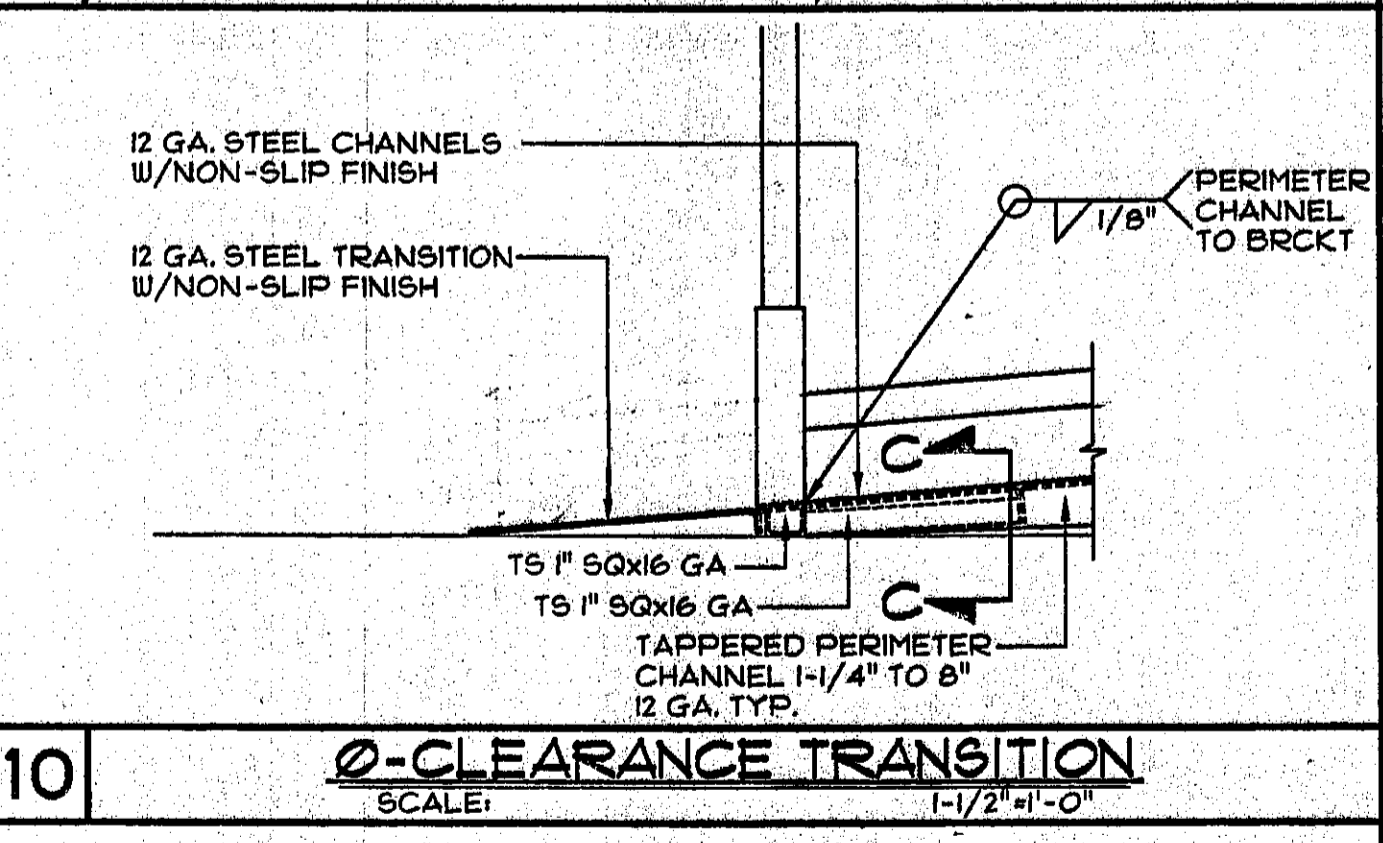 12 GA. STEEL CHANNELS
W/NON-SLIP FINISH
12 GA. STEEL TRANSITION
W/NON-SLIP FINISH
PERIMETER
CHANNEL
TO BRCKT
1/8"
C
TS 1" SQx16 GA
TS 1" SQx16 GA
C
TAPPERED PERIMETER
CHANNEL 1-1/4" TO 8"
12 GA. TYP.
10
Ø-CLEARANCE TRANSITION
SCALE: 1-1/2"=1'-0"